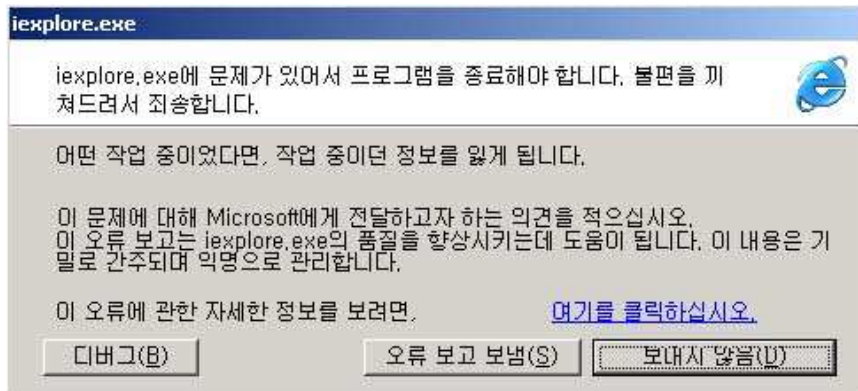 iexplore.exe
iexplore.exe에 문제가 있어서 프로그램을 종료해야 합니다. 불편을 끼
쳐드려서 죄송합니다.
어떤 작업 중이었다면, 작업 중이던 정보를 잃게 됩니다.
이 문제에 대해 Microsoft에게 전달하고자 하는 의견을 적으십시오.
이 오류 보고는 iexplore.exe의 품질을 향상시키는데 도움이 됩니다. 이 내용은 기
밀로 간주되며 익명으로 관리합니다.
이 오류에 관한 자세한 정보를 보려면, 여기를 클릭하십시오.
디버그(B) 오류 보고 보냄(S) 보내지 않음(D)